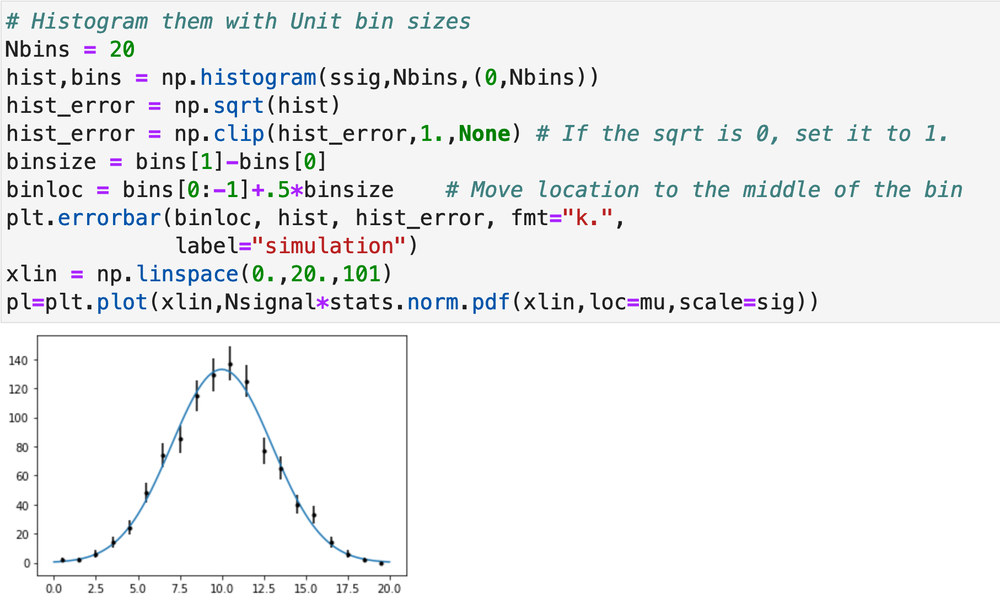 # Histogram them with Unit bin sizes
Nbins = 20
hist,bins = np.histogram(ssig,Nbins,(0,Nbins))
hist_error = np.sqrt(hist)
hist_error = np.clip(hist_error,1.,None) # If the sqrt is 0, set it to 1.
binsize = bins[1]-bins[0]
binloc = bins[0:-1]+.5*binsize    # Move location to the middle of the bin
plt.errorbar(binloc, hist, hist_error, fmt="k.",
             label="simulation")
xlin = np.linspace(0.,20.,101)
pl=plt.plot(xlin,Nsignal*stats.norm.pdf(xlin,loc=mu,scale=sig))
140
120
100
80
60
40
20
0
0.0 2.5 5.0 7.5 10.0 12.5 15.0 17.5 20.0